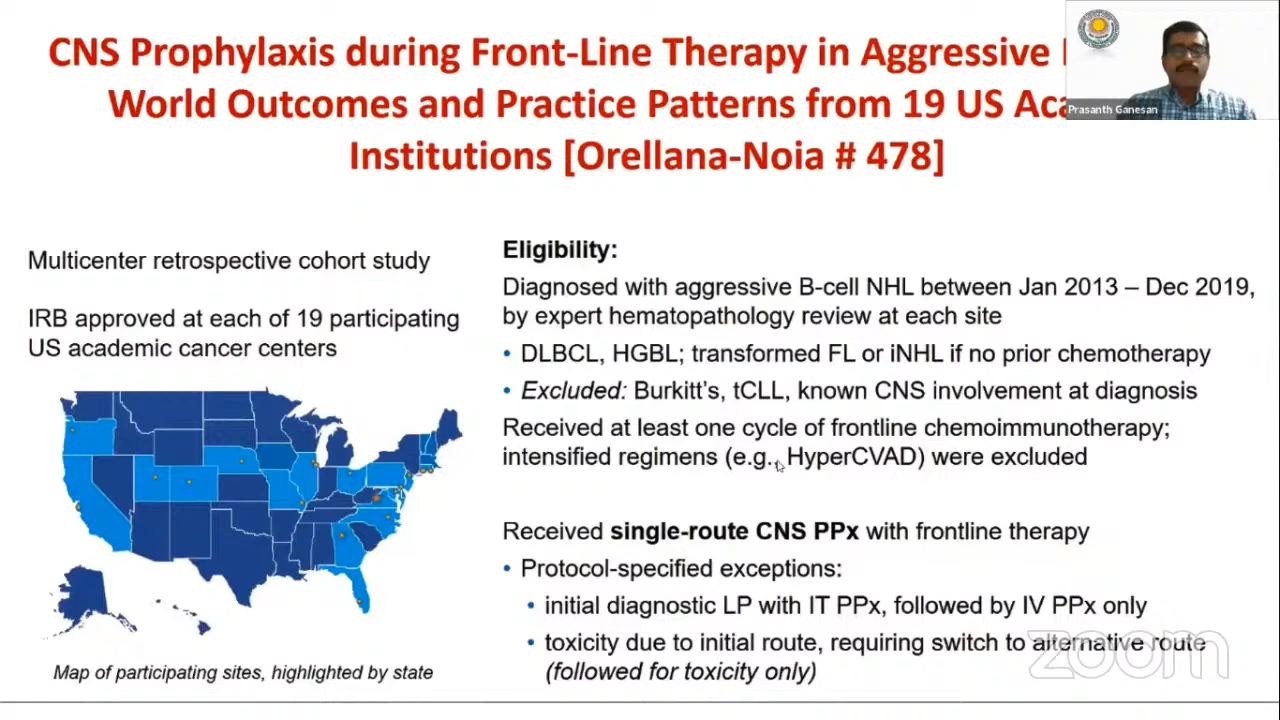 CNS Prophylaxis during Front-Line Therapy in Aggressive
World Outcomes and Practice Patterns from 19 US
Institutions [Orellana-Noia # 478]
Prasanth Ganesan
Multicenter retrospective cohort study
IRB approved at each of 19 participating
US academic cancer centers
Map of participating sites, highlighted by state
Eligibility:
Diagnosed with aggressive B-cell NHL between Jan 2013 – Dec 2019,
by expert hematopathology review at each site
• DLBCL, HGBL; transformed FL or iNHL if no prior chemotherapy
• Excluded: Burkitt's, tCLL, known CNS involvement at diagnosis
Received at least one cycle of frontline chemoimmunotherapy;
intensified regimens (e.g., HyperCVAD) were excluded
Received single-route CNS PPx with frontline therapy
• Protocol-specified exceptions:
• initial diagnostic LP with IT PPx, followed by IV PPx only
• toxicity due to initial route, requiring switch to alternative route
(followed for toxicity only)
zoom